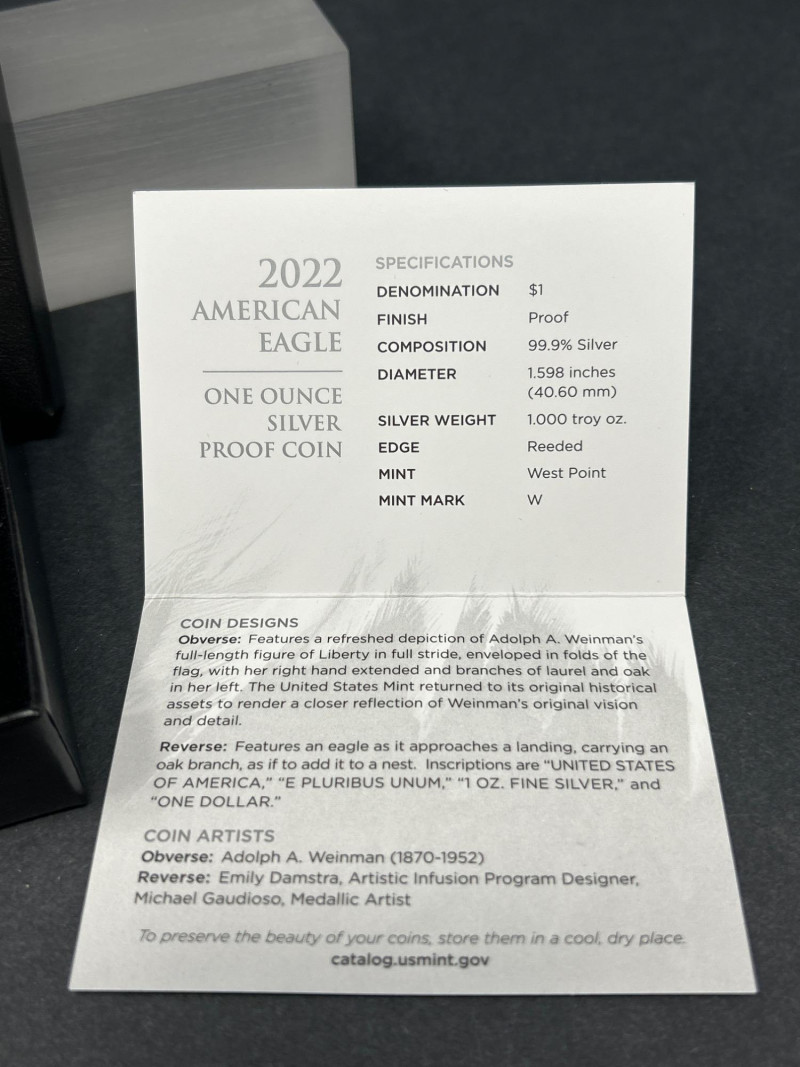 2022
AMERICAN
EAGLE
ONE OUNCE
SILVER
PROOF COIN
SPECIFICATIONS
DENOMINATION $1
FINISH Proof
COMPOSITION 99.9% Silver
DIAMETER 1.598 inches
(40.60 mm)
SILVER WEIGHT 1.000 troy oz.
EDGE Reeded
MINT West Point
MINT MARK W
COIN DESIGNS
Obverse: Features a refreshed depiction of Adolph A. Weinman's
full-length figure of Liberty in full stride, enveloped in folds of the
flag, with her right hand extended and branches of laurel and oak
in her left. The United States Mint returned to its original historical
assets to render a closer reflection of Weinman's original vision
and detail.
Reverse: Features an eagle as it approaches a landing, carrying an
oak branch, as if to add it to a nest. Inscriptions are "UNITED STATES
OF AMERICA," "E PLURIBUS UNUM," "1 OZ. FINE SILVER," and
"ONE DOLLAR."
COIN ARTISTS
Obverse: Adolph A. Weinman (1870-1952)
Reverse: Emily Damstra, Artistic Infusion Program Designer,
Michael Gaudioso, Medallic Artist
To preserve the beauty of your coins, store them in a cool, dry place.
catalog.usmint.gov